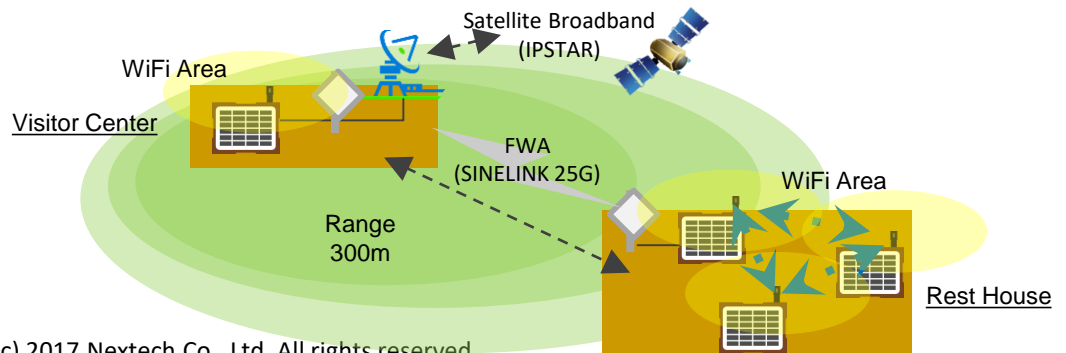 Satellite Broadband
(IPSTAR)
WiFi Area
Visitor Center
FWA
(SINELINK 25G)
WiFi Area
Range
300m
Rest House
c) 2017 Nextech Co., Ltd. All rights reserved